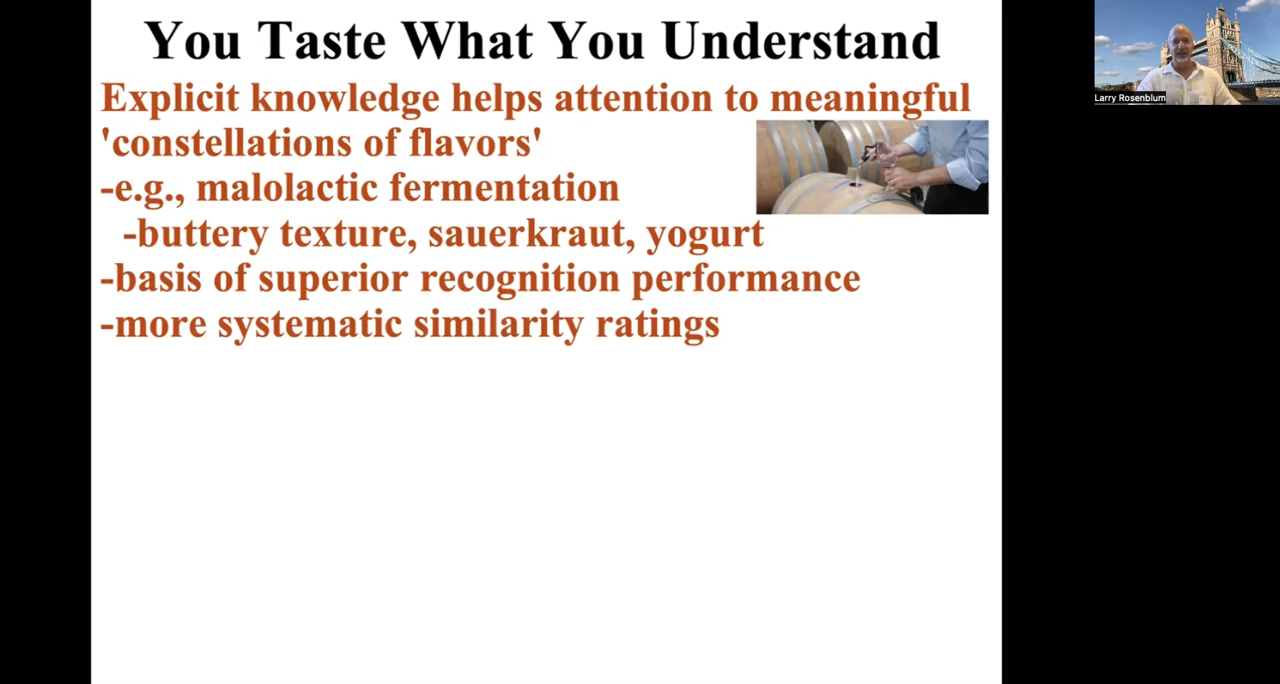 You Taste What You Understand
Explicit knowledge helps attention to meaningful
'constellations of flavors'
-e.g., malolactic fermentation
-buttery texture, sauerkraut, yogurt
-basis of superior recognition performance
-more systematic similarity ratings
Larry Rosenblum